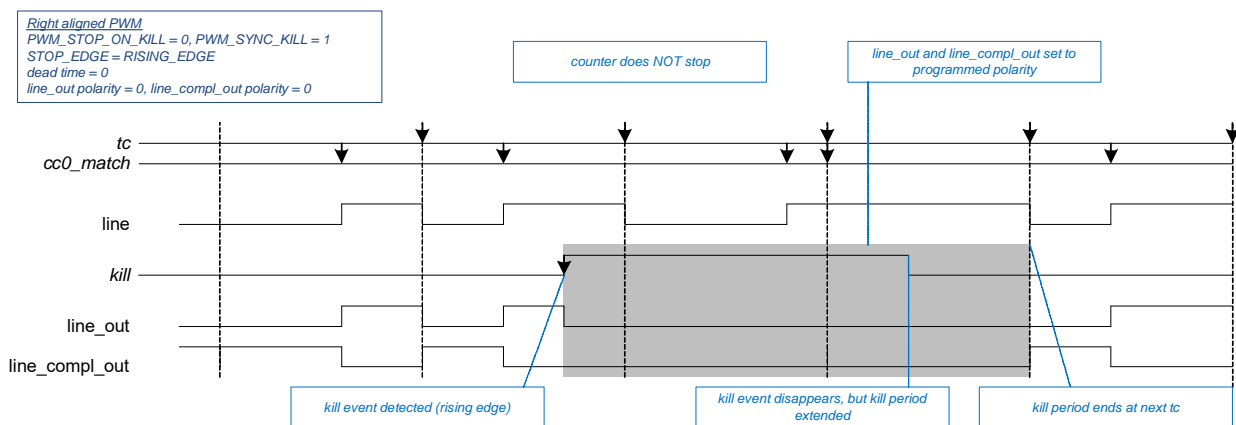 Right aligned PWM
PWM_STOP_ON_KILL = 0, PWM_SYNC_KILL = 1
STOP_EDGE = RISING_EDGE
dead time = 0
line_out polarity = 0, line_compl_out polarity = 0
counter does NOT stop
line_out and line_compl_out set to
programmed polarity
tc
cc0_match
line
kill
line_out
line_compl_out
kill event detected (rising edge)
kill event disappears, but kill period
extended
kill period ends at next tc